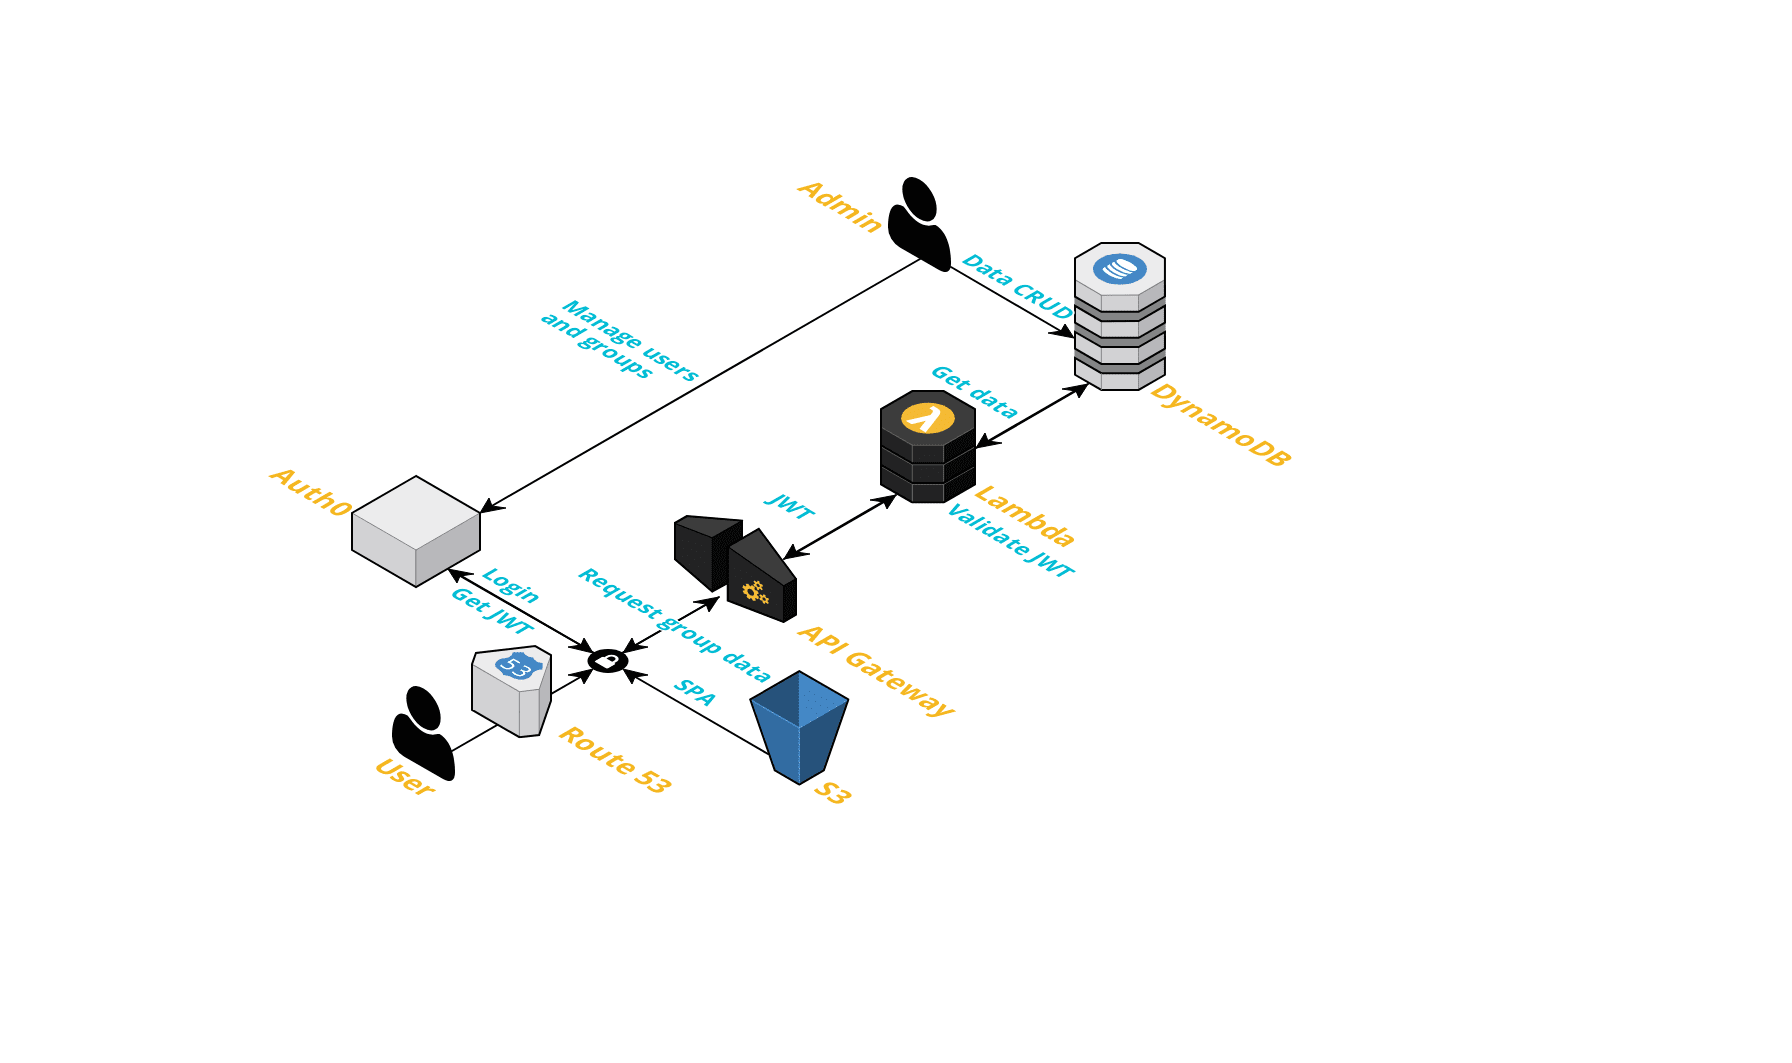 Admin
Data CRUD
Manage users
and groups
Get data
DynamoDB
λ
Auth0
JWT
Lambda
Validate JWT
Login
Get JWT
Request group data
API Gateway
53
SPA
User
Route 53
S3